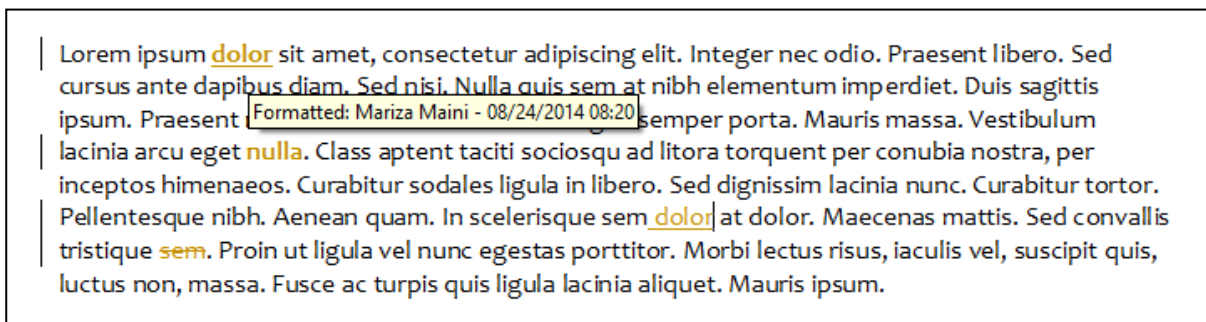 Lorem ipsum dolor sit amet, consectetur adipiscing elit. Integer nec odio. Praesent libero. Sed
cursus ante dapibus diam. Sed nisi. Nulla quis sem at nibh elementum imperdiet. Duis sagittis
Formatted: Mariza Maini - 08/24/2014 08:20
ipsum. Praesent semper porta. Mauris massa. Vestibulum
lacinia arcu eget nulla. Class aptent taciti sociosqu ad litora torquent per conubia nostra, per
inceptos himenaeos. Curabitur sodales ligula in libero. Sed dignissim lacinia nunc. Curabitur tortor.
Pellentesque nibh. Aenean quam. In scelerisque sem dolor at dolor. Maecenas mattis. Sed convallis
tristique sem. Proin ut ligula vel nunc egestas porttitor. Morbi lectus risus, iaculis vel, suscipit quis,
luctus non, massa. Fusce ac turpis quis ligula lacinia aliquet. Mauris ipsum.